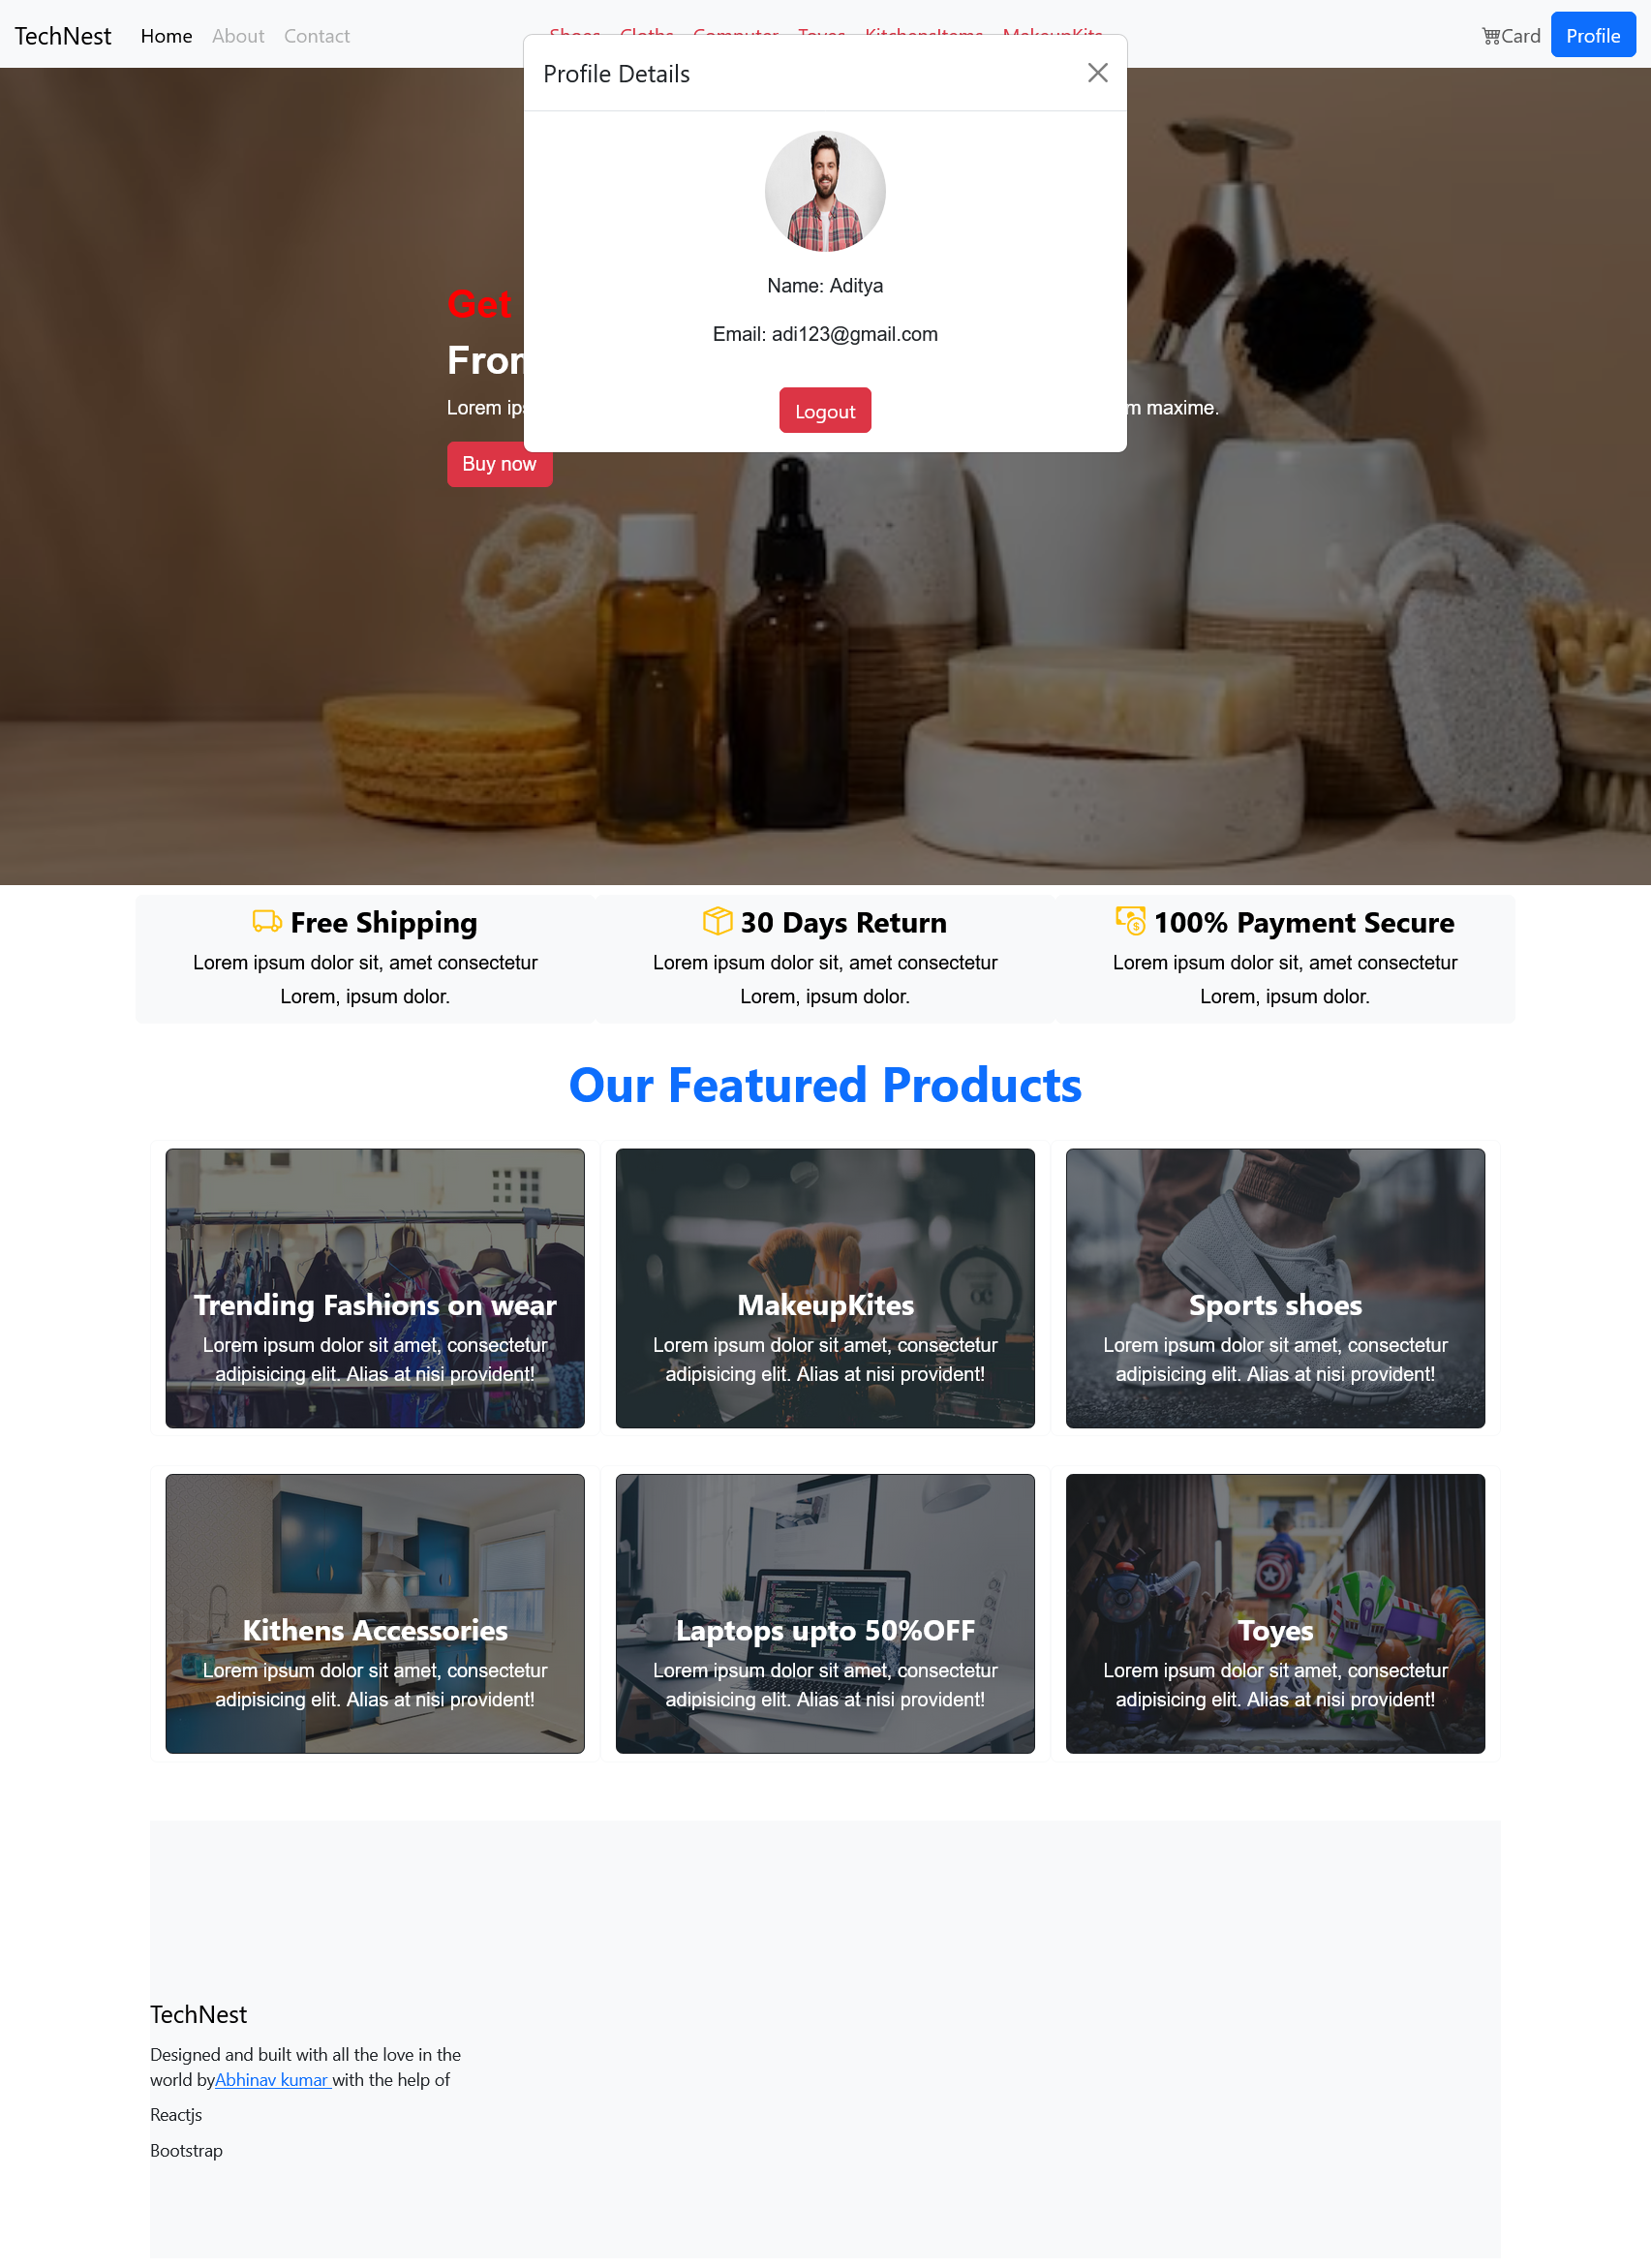 TechNest Home About Contact Shoes Cloths Computer Toyes KitchensItems MakeupKits Card Profile
Profile Details
Name: Aditya
Email: adi123@gmail.com
Logout
Get
From
Lorem ips m maxime.
Buy now
Free Shipping
Lorem ipsum dolor sit, amet consectetur
Lorem, ipsum dolor.
30 Days Return
Lorem ipsum dolor sit, amet consectetur
Lorem, ipsum dolor.
100% Payment Secure
Lorem ipsum dolor sit, amet consectetur
Lorem, ipsum dolor.
Our Featured Products
Trending Fashions on wear
Lorem ipsum dolor sit amet, consectetur
adipisicing elit. Alias at nisi provident!
MakeupKites
Lorem ipsum dolor sit amet, consectetur
adipisicing elit. Alias at nisi provident!
Sports shoes
Lorem ipsum dolor sit amet, consectetur
adipisicing elit. Alias at nisi provident!
Kithens Accessories
Lorem ipsum dolor sit amet, consectetur
adipisicing elit. Alias at nisi provident!
Laptops upto 50%OFF
Lorem ipsum dolor sit amet, consectetur
adipisicing elit. Alias at nisi provident!
Toyes
Lorem ipsum dolor sit amet, consectetur
adipisicing elit. Alias at nisi provident!
TechNest
Designed and built with all the love in the
world byAbhinav kumar with the help of
Reactjs
Bootstrap